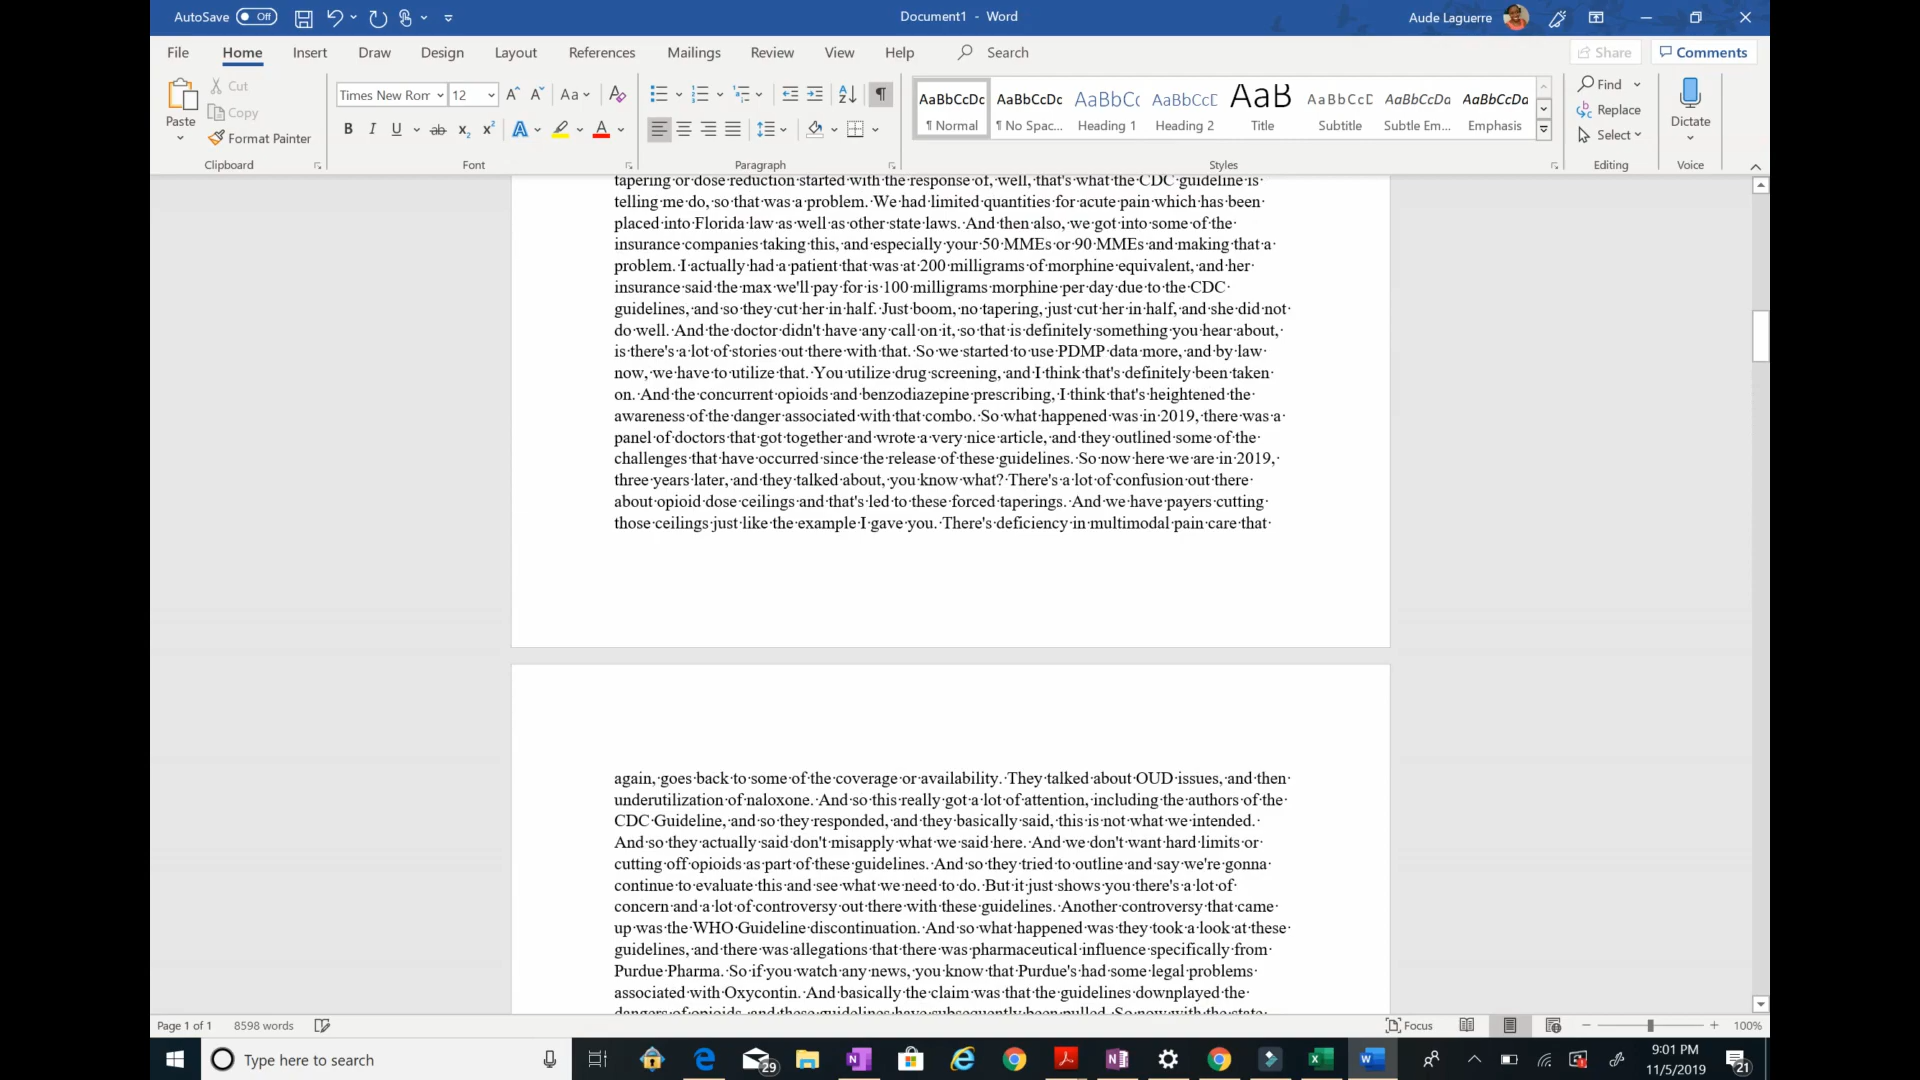 AutoSave Off
Document1 - Word
Aude Laguerre
File Home Insert Draw Design Layout References Mailings Review View Help Search
Share Comments
Paste
Cut
Copy
Format Painter
Clipboard
Times New Ror 12
Font
Paragraph
AaBbCcDc AaBbCcDc AaBbCc AaBbCcD AaB AaBbCcD AaBbCcDa AaBbCcDa
¶ Normal ¶ No Spac... Heading 1 Heading 2 Title Subtitle Subtle Em... Emphasis
Styles
Find
Replace
Select
Editing
Dictate
Voice
tapering or dose reduction started with the response of, well, that's what the CDC guideline is
telling me do, so that was a problem. We had limited quantities for acute pain which has been
placed into Florida law as well as other state laws. And then also, we got into some of the
insurance companies taking this, and especially your 50 MMEs or 90 MMEs and making that a
problem. I actually had a patient that was at 200 milligrams of morphine equivalent, and her
insurance said the max we'll pay for is 100 milligrams morphine per day due to the CDC
guidelines, and so they cut her in half. Just boom, no tapering, just cut her in half, and she did not
do well. And the doctor didn't have any call on it, so that is definitely something you hear about,
is there's a lot of stories out there with that. So we started to use PDMP data more, and by law
now, we have to utilize that. You utilize drug screening, and I think that's definitely been taken
on. And the concurrent opioids and benzodiazepine prescribing, I think that's heightened the
awareness of the danger associated with that combo. So what happened was in 2019, there was a
panel of doctors that got together and wrote a very nice article, and they outlined some of the
challenges that have occurred since the release of these guidelines. So now here we are in 2019,
three years later, and they talked about, you know what? There's a lot of confusion out there
about opioid dose ceilings and that's led to these forced taperings. And we have payers cutting
those ceilings just like the example I gave you. There's deficiency in multimodal pain care that
again, goes back to some of the coverage or availability. They talked about OUD issues, and then
underutilization of naloxone. And so this really got a lot of attention, including the authors of the
CDC Guideline, and so they responded, and they basically said, this is not what we intended.
And so they actually said don't misapply what we said here. And we don't want hard limits or
cutting off opioids as part of these guidelines. And so they tried to outline and say we're gonna
continue to evaluate this and see what we need to do. But it just shows you there's a lot of
concern and a lot of controversy out there with these guidelines. Another controversy that came
up was the WHO Guideline discontinuation. And so what happened was they took a look at these
guidelines, and there was allegations that there was pharmaceutical influence specifically from
Purdue Pharma. So if you watch any news, you know that Purdue's had some legal problems
associated with Oxycontin. And basically the claim was that the guidelines downplayed the
dangers of opioids, and these guidelines have subsequently been pulled. So now with the state
Page 1 of 1 8598 words
Focus
100%
Type here to search
29
9:01 PM
11/5/2019
21